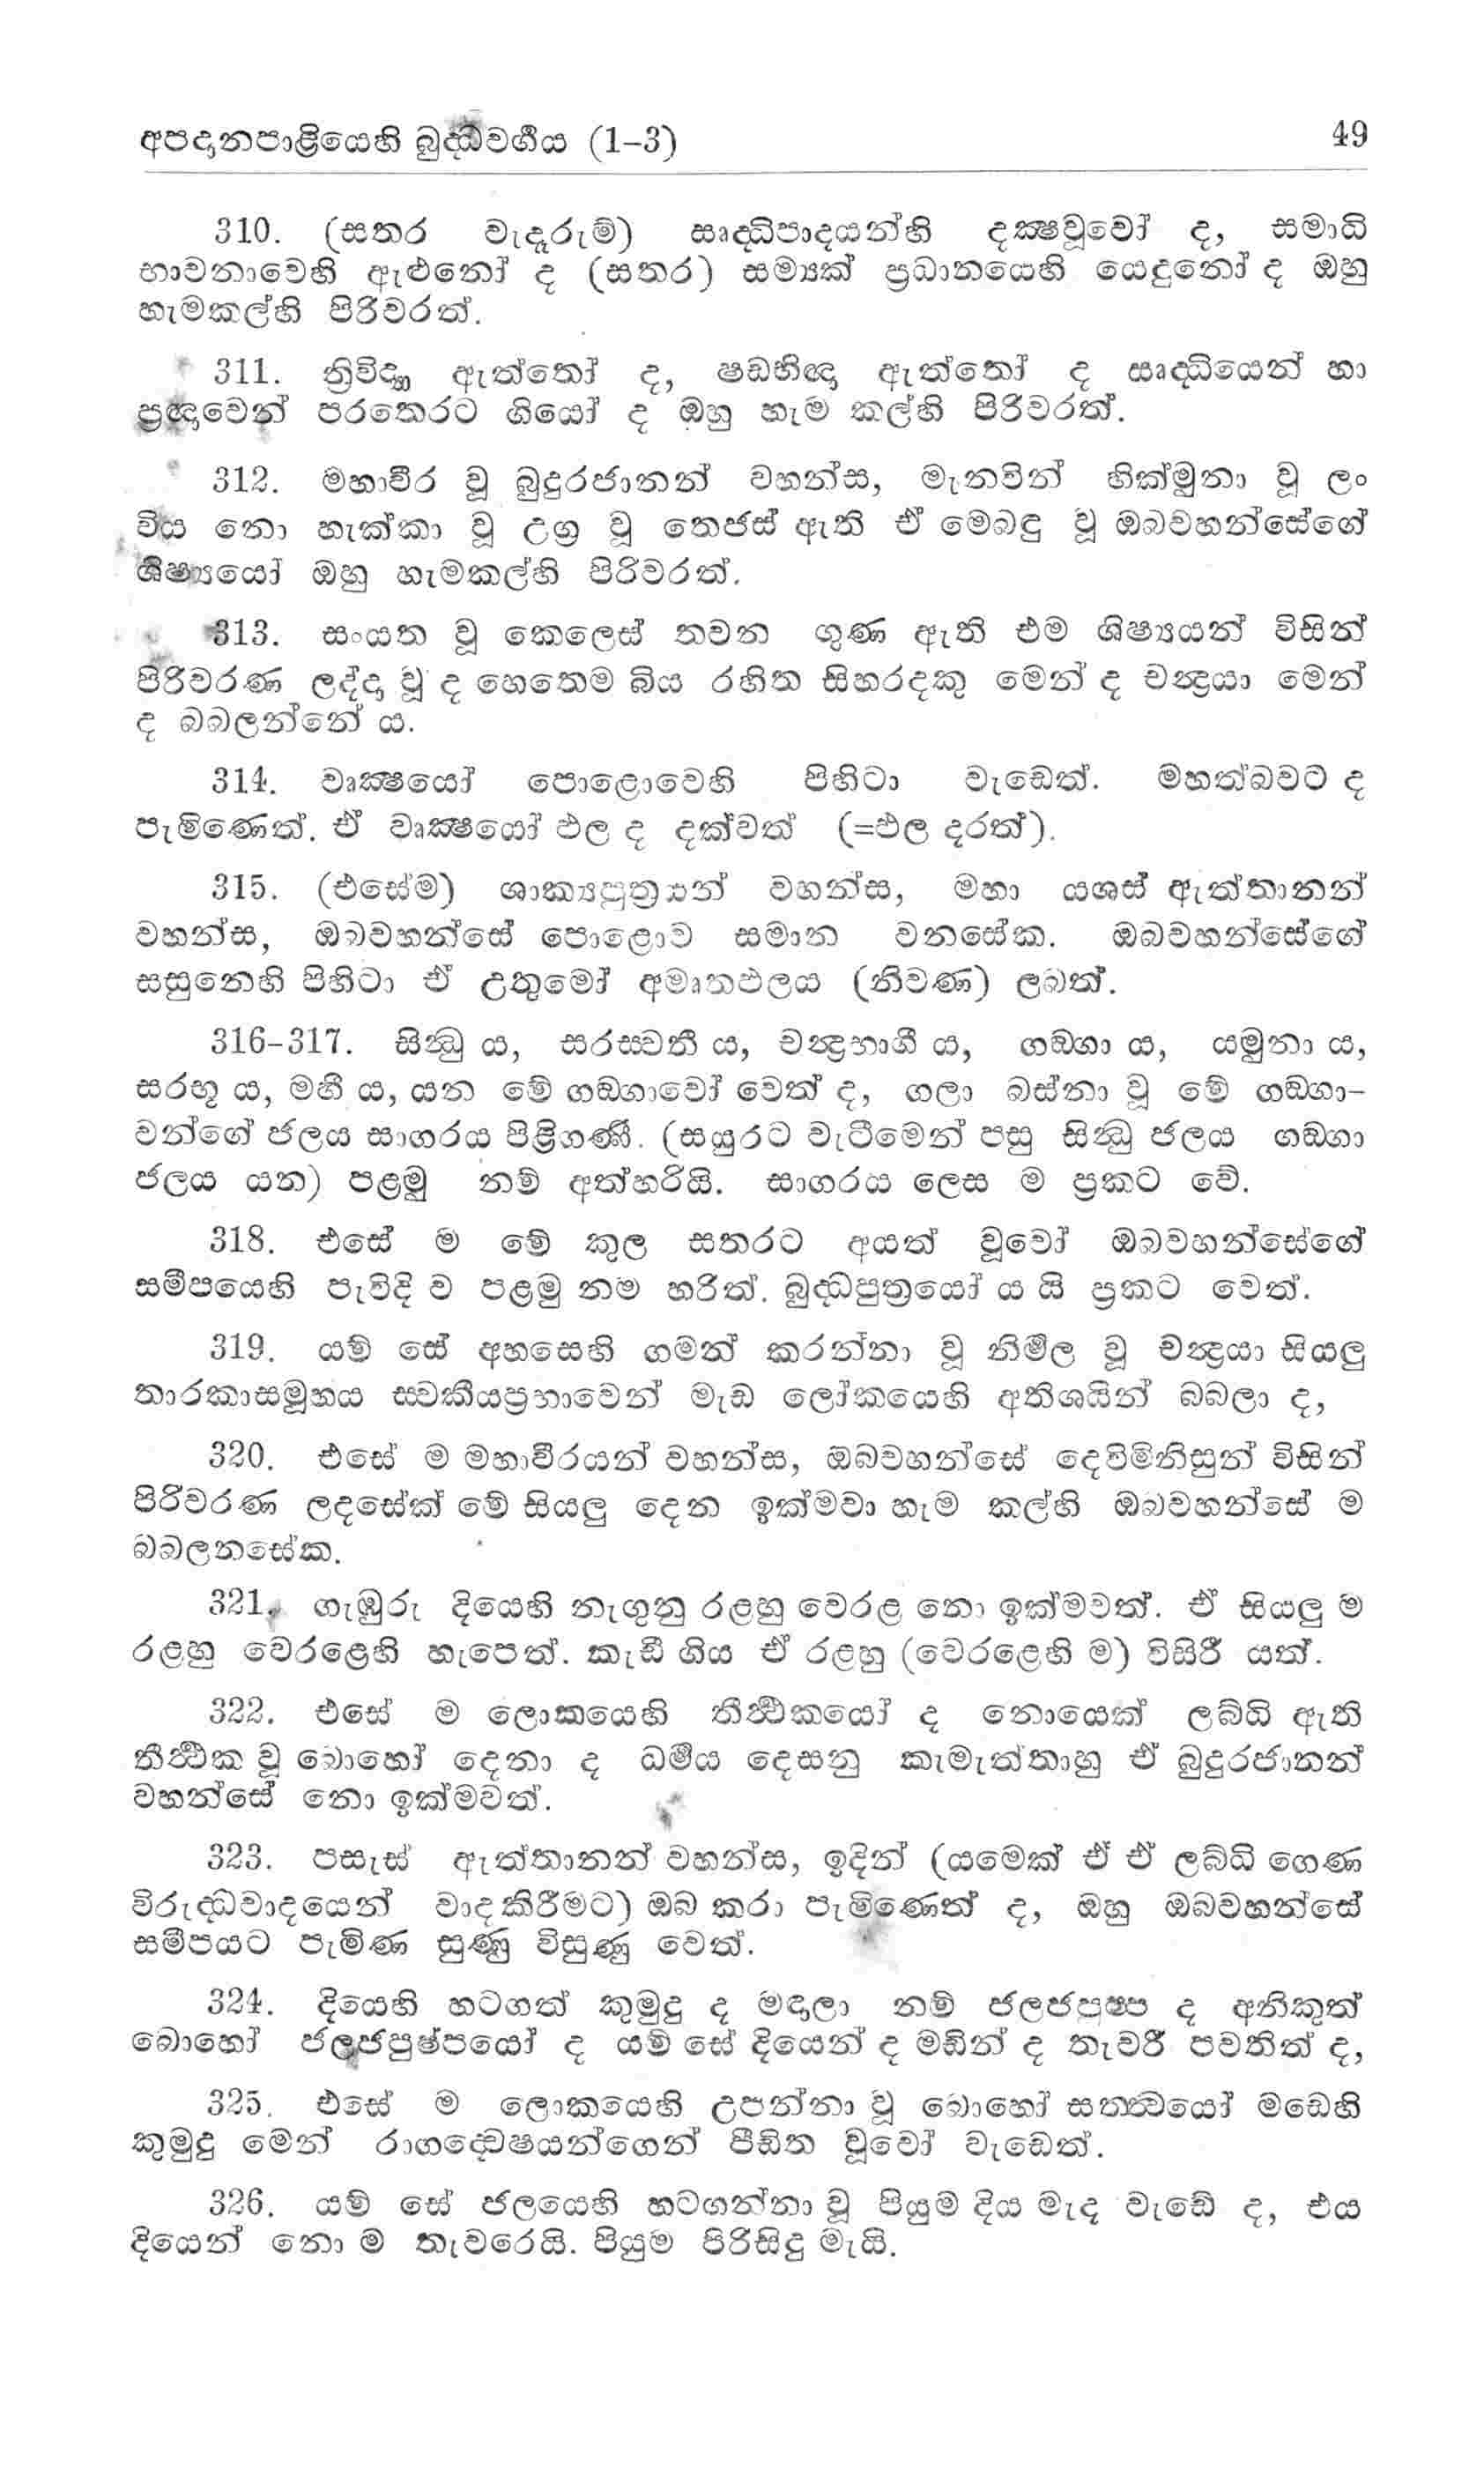 අපදානපාළියෙහි බුද්ධවර්‍ගය (1-3) 49
310. (සතර වැදෑරුම්) සෘද්ධිපාදයන්හි දක්‍ෂවූවෝ ද, සමාධි
භාවනාවෙහි ඇළුනෝ ද (සතර) සම්‍යක් ප්‍රධානයෙහි යෙදුනෝ ද ඔහු
හැමකල්හි පිරිවරත්.
311. ත්‍රිවිද්‍යා ඇත්තෝ ද, ෂඩභිඥා ඇත්තෝ ද සෘද්ධියෙන් හා
ප්‍රඥාවෙන් පරතෙරට ගියෝ ද ඔහු හැම කල්හි පිරිවරත්.
312. මහාවීර වූ බුදුරජානන් වහන්ස, මැනවින් හික්මුනා වූ ලං
විය නො හැක්කා වූ උග්‍ර වූ තෙජස් ඇති ඒ මෙබඳු වූ ඔබවහන්සේගේ
ශිෂ්‍යයෝ ඔහු හැමකල්හි පිරිවරත්.
313. සංයත වූ කෙලෙස් තවන ගුණ ඇති එම ශිෂ්‍යයන් විසින්
පිරිවරණ ලද්දා වූ ද හෙතෙම බිය රහිත සිහරදකු මෙන් ද චන්‍ද්‍රයා මෙන්
ද බබලන්නේ ය.
314. වෘක්‍ෂයෝ පොළොවෙහි පිහිටා වැඩෙත්. මහත්බවට ද
පැමිණෙත්. ඒ වෘක්‍ෂයෝ ඵල ද දක්වත් (=ඵල දරත්).
315. (එසේම) ශාක්‍යපුත්‍රයන් වහන්ස, මහා යශස් ඇත්තානන්
වහන්ස, ඔබවහන්සේ පොළොව සමාන වනසේක. ඔබවහන්සේගේ
සසුනෙහි පිහිටා ඒ උතුමෝ අමෘතඵලය (නිවණ) ලබත්.
316-317. සින්‍ධු ය, සරස්වතී ය, චන්‍ද්‍රභාගී ය, ගඞ්ගා ය, යමුනා ය,
සරභූ ය, මහී ය, යන මේ ගඞ්ගාවෝ වෙත් ද, ගලා බස්නා වූ මේ ගඞ්ගා-
වන්ගේ ජලය සාගරය පිළිගණී. (සයුරට වැටීමෙන් පසු සින්‍ධු ජලය ගඞ්ගා
ජලය යන) පළමු නම් අත්හරියි. සාගරය ලෙස ම ප්‍රකට වේ.
318. එසේ ම මේ කුල සතරට අයත් වූවෝ ඔබවහන්සේගේ
සමීපයෙහි පැවිදි ව පළමු නම හරිත්. බුද්ධපුත්‍රයෝ ය යි ප්‍රකට වෙත්.
319. යම් සේ අහසෙහි ගමන් කරන්නා වූ නිර්‍මල වූ චන්‍ද්‍රයා සියලු
තාරකාසමූහය ස්වකීයප්‍රභාවෙන් මැඩ ලෝකයෙහි අතිශයින් බබලා ද,
320. එසේ ම මහාවීරයන් වහන්ස, ඔබවහන්සේ දෙවිමිනිසුන් විසින්
පිරිවරණ ලදසේක් මේ සියලු දෙන ඉක්මවා හැම කල්හි ඔබවහන්සේ ම
බබලනසේක.
321. ගැඹුරු දියෙහි නැගුනු රළහු වෙරළ නො ඉක්මවත්. ඒ සියලු ම
රළහු වෙරළෙහි හැපෙත්. කැඩී ගිය ඒ රළහු (වෙරළෙහි ම) විසිරී යත්.
322. එසේ ම ලොකයෙහි තීර්‍ථකයෝ ද නොයෙක් ලබ්ධි ඇති
තීර්‍ථක වූ බොහෝ දෙනා ද ධර්‍මය දෙසනු කැමැත්තාහු ඒ බුදුරජානන්
වහන්සේ නො ඉක්මවත්.
323. පසැස් ඇත්තානන් වහන්ස, ඉදින් (යමෙක් ඒ ඒ ලබ්ධි ගෙණ
විරුද්ධවාදයෙන් වාදකිරීමට) ඔබ කරා පැමිණෙත් ද, ඔහු ඔබවහන්සේ
සමීපයට පැමිණ සුණු විසුණු වෙත්.
324. දියෙහි හටගත් කුමුදු ද මඳාලා නම් ජලජපුෂ්ප ද අනිකුත්
බොහෝ ජලජපුෂ්පයෝ ද යම් සේ දියෙන් ද මඩින් ද තැවරී පවතිත් ද,
325. එසේ ම ලොකයෙහි උපන්නා වූ බොහෝ සත්ත්‍වයෝ මඩෙහි
කුමුදු මෙන් රාගද්වේෂයන්ගෙන් පීඩිත වූවෝ වැඩෙත්.
326. යම් සේ ජලයෙහි හටගන්නා වූ පියුම දිය මැද වැඩේ ද, එය
දියෙන් නො ම තැවරෙයි. පියුම පිරිසිදු මැයි.